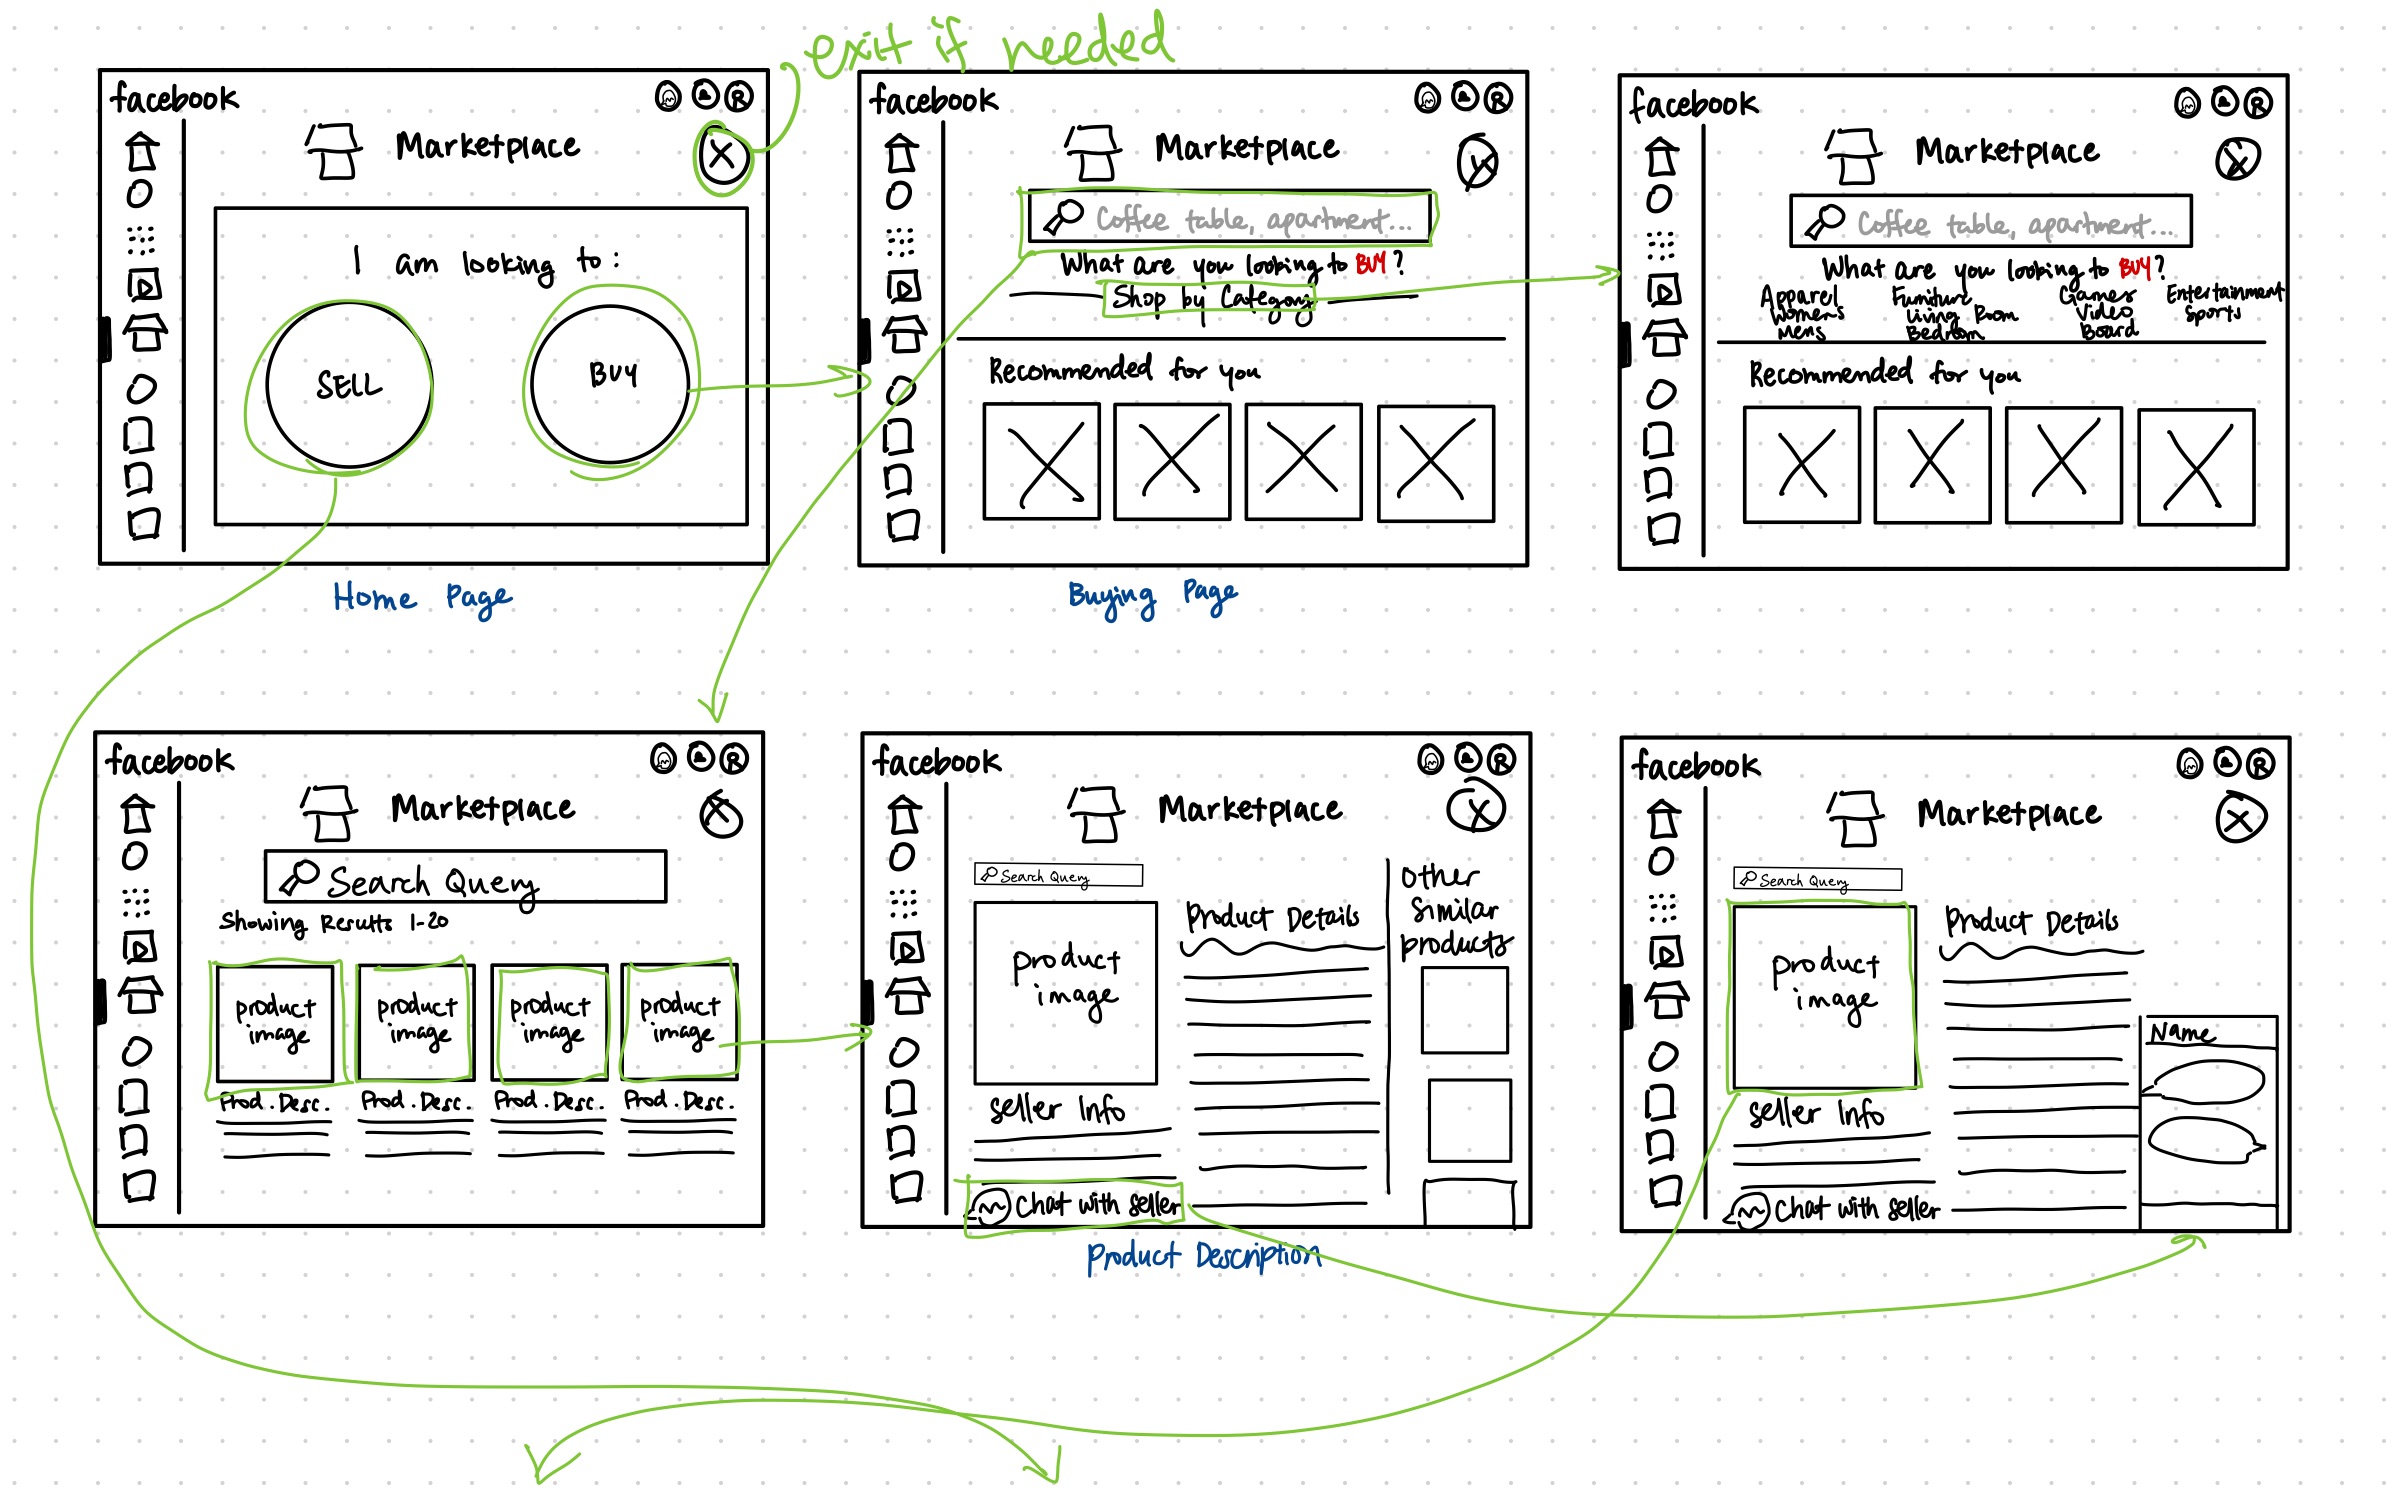 exit if needed
facebook
Marketplace
X
I am looking to:
SELL
BUY
Home Page
facebook
Marketplace
Coffee table, apartment...
What are you looking to BUY?
Shop by Category
Recommended for you
Buying Page
facebook
Marketplace
Coffee table, apartment...
What are you looking to BUY?
Apparel
Womens
Mens
Furniture
Living Room
Bedroom
Games
Video
Board
Entertainment
Sports
Recommended for you
facebook
Marketplace
Search Query
Showing Results 1-20
product
image
product
image
product
image
product
image
Prod. Desc.
Prod. Desc.
Prod. Desc.
Prod. Desc.
facebook
Marketplace
Search Query
product
image
Seller Info
Chat with Seller
Product Details
other
similar
products
Product Description
facebook
Marketplace
Search Query
product
image
Seller Info
Chat with Seller
Product Details
Name